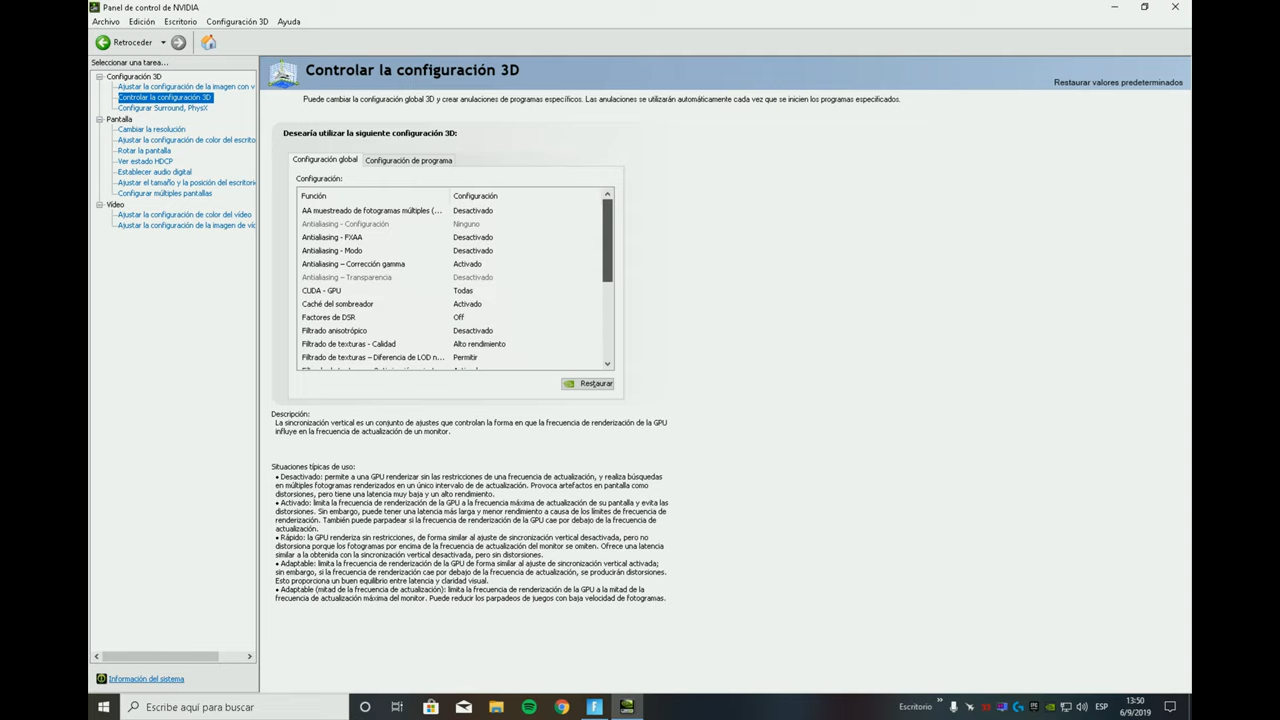 Panel de control de NVIDIA
Archivo Edición Escritorio Configuración 3D Ayuda
Retroceder
Seleccionar una tarea...
Configuración 3D
Ajustar la configuración de la imagen con v
Controlar la configuración 3D
Configurar Surround, PhysX
Pantalla
Cambiar la resolución
Ajustar la configuración de color del escrito
Rotar la pantalla
Ver estado HDCP
Establecer audio digital
Ajustar el tamaño y la posición del escritori
Configurar múltiples pantallas
Vídeo
Ajustar la configuración de color del vídeo
Ajustar la configuración de la imagen de víd
Información del sistema
Controlar la configuración 3D
Restaurar valores predeterminados
Puede cambiar la configuración global 3D y crear anulaciones de programas específicos. Las anulaciones se utilizarán automáticamente cada vez que se inicien los programas especificados.
Desearía utilizar la siguiente configuración 3D:
Configuración global Configuración de programa
Configuración:
Función Configuración
AA muestreado de fotogramas múltiples (... Desactivado
Antialiasing - Configuración Ninguno
Antialiasing - FXAA Desactivado
Antialiasing - Modo Desactivado
Antialiasing – Corrección gamma Activado
Antialiasing – Transparencia Desactivado
CUDA - GPU Todas
Caché del sombreador Activado
Factores de DSR Off
Filtrado anisotrópico Desactivado
Filtrado de texturas - Calidad Alto rendimiento
Filtrado de texturas – Diferencia de LOD n... Permitir
Restaurar
Descripción:
La sincronización vertical es un conjunto de ajustes que controlan la forma en que la frecuencia de renderización de la GPU
influye en la frecuencia de actualización de un monitor.
Situaciones típicas de uso:
• Desactivado: permite a una GPU renderizar sin las restricciones de una frecuencia de actualización, y realiza búsquedas
en múltiples fotogramas renderizados en un único intervalo de de actualización. Provoca artefactos en pantalla como
distorsiones, pero tiene una latencia muy baja y un alto rendimiento.
• Activado: limita la frecuencia de renderización de la GPU a la frecuencia máxima de actualización de su pantalla y evita las
distorsiones. Sin embargo, puede tener una latencia más larga y menor rendimiento a causa de los límites de frecuencia de
renderización. También puede parpadear si la frecuencia de renderización de la GPU cae por debajo de la frecuencia de
actualización.
• Rápido: la GPU renderiza sin restricciones, de forma similar al ajuste de sincronización vertical desactivada, pero no
distorsiona porque los fotogramas por encima de la frecuencia de actualización del monitor se omiten. Ofrece una latencia
similar a la obtenida con la sincronización vertical desactivada, pero sin distorsiones.
• Adaptable: limita la frecuencia de renderización de la GPU de forma similar al ajuste de sincronización vertical activada;
sin embargo, si la frecuencia de renderización cae por debajo de la frecuencia de actualización, se producirán distorsiones.
Esto proporciona un buen equilibrio entre latencia y claridad visual.
• Adaptable (mitad de la frecuencia de actualización): limita la frecuencia de renderización de la GPU a la mitad de la
frecuencia de actualización máxima del monitor. Puede reducir los parpadeos de juegos con baja velocidad de fotogramas.
Escribe aquí para buscar
Escritorio
ESP
13:50
6/9/2019